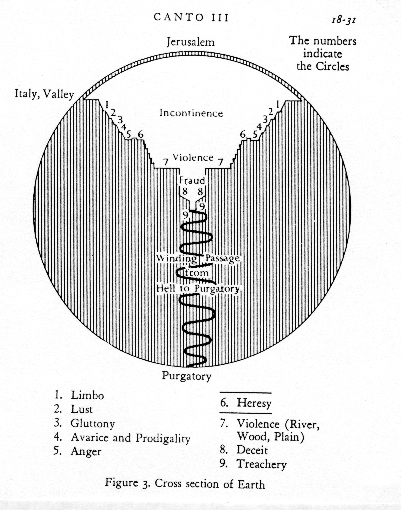 CANTO III
18-31
Jerusalem
The numbers
indicate
the Circles
Italy, Valley
1 1
2 2
3 3
4 4
5 6 6 5
Incontinence
7 Violence 7
Fraud
8 8
9 9
Winding Passage
from
Hell to Purgatory
Purgatory
1. Limbo
2. Lust
3. Gluttony
4. Avarice and Prodigality
5. Anger
6. Heresy
7. Violence (River,
Wood, Plain)
8. Deceit
9. Treachery
Figure 3. Cross section of Earth